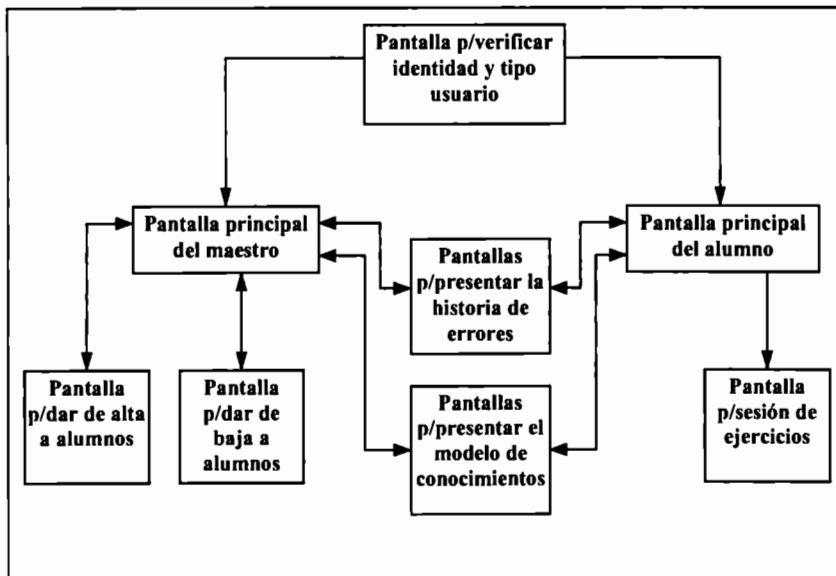 Pantalla p/verificar
identidad y tipo
usuario
Pantalla principal
del maestro
Pantalla principal
del alumno
Pantallas
p/presentar la
historia de
errores
Pantalla
p/dar de alta
a alumnos
Pantalla
p/dar de
baja a
alumnos
Pantallas
p/presentar el
modelo de
conocimientos
Pantalla
p/sesión de
ejercicios